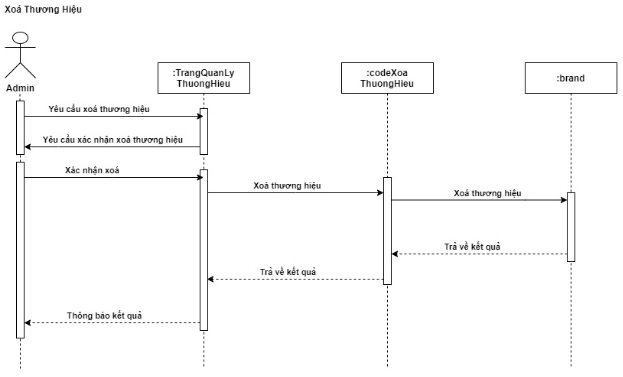 Xoá Thương Hiệu
Admin
:TrangQuanLy
ThuongHieu
:codeXoa
ThuongHieu
:brand
Yêu cầu xoá thương hiệu
Yêu cầu xác nhận xoá thương hiệu
Xác nhận xoá
Xoá thương hiệu
Xoá thương hiệu
Trả về kết quả
Trả về kết quả
Thông báo kết quả